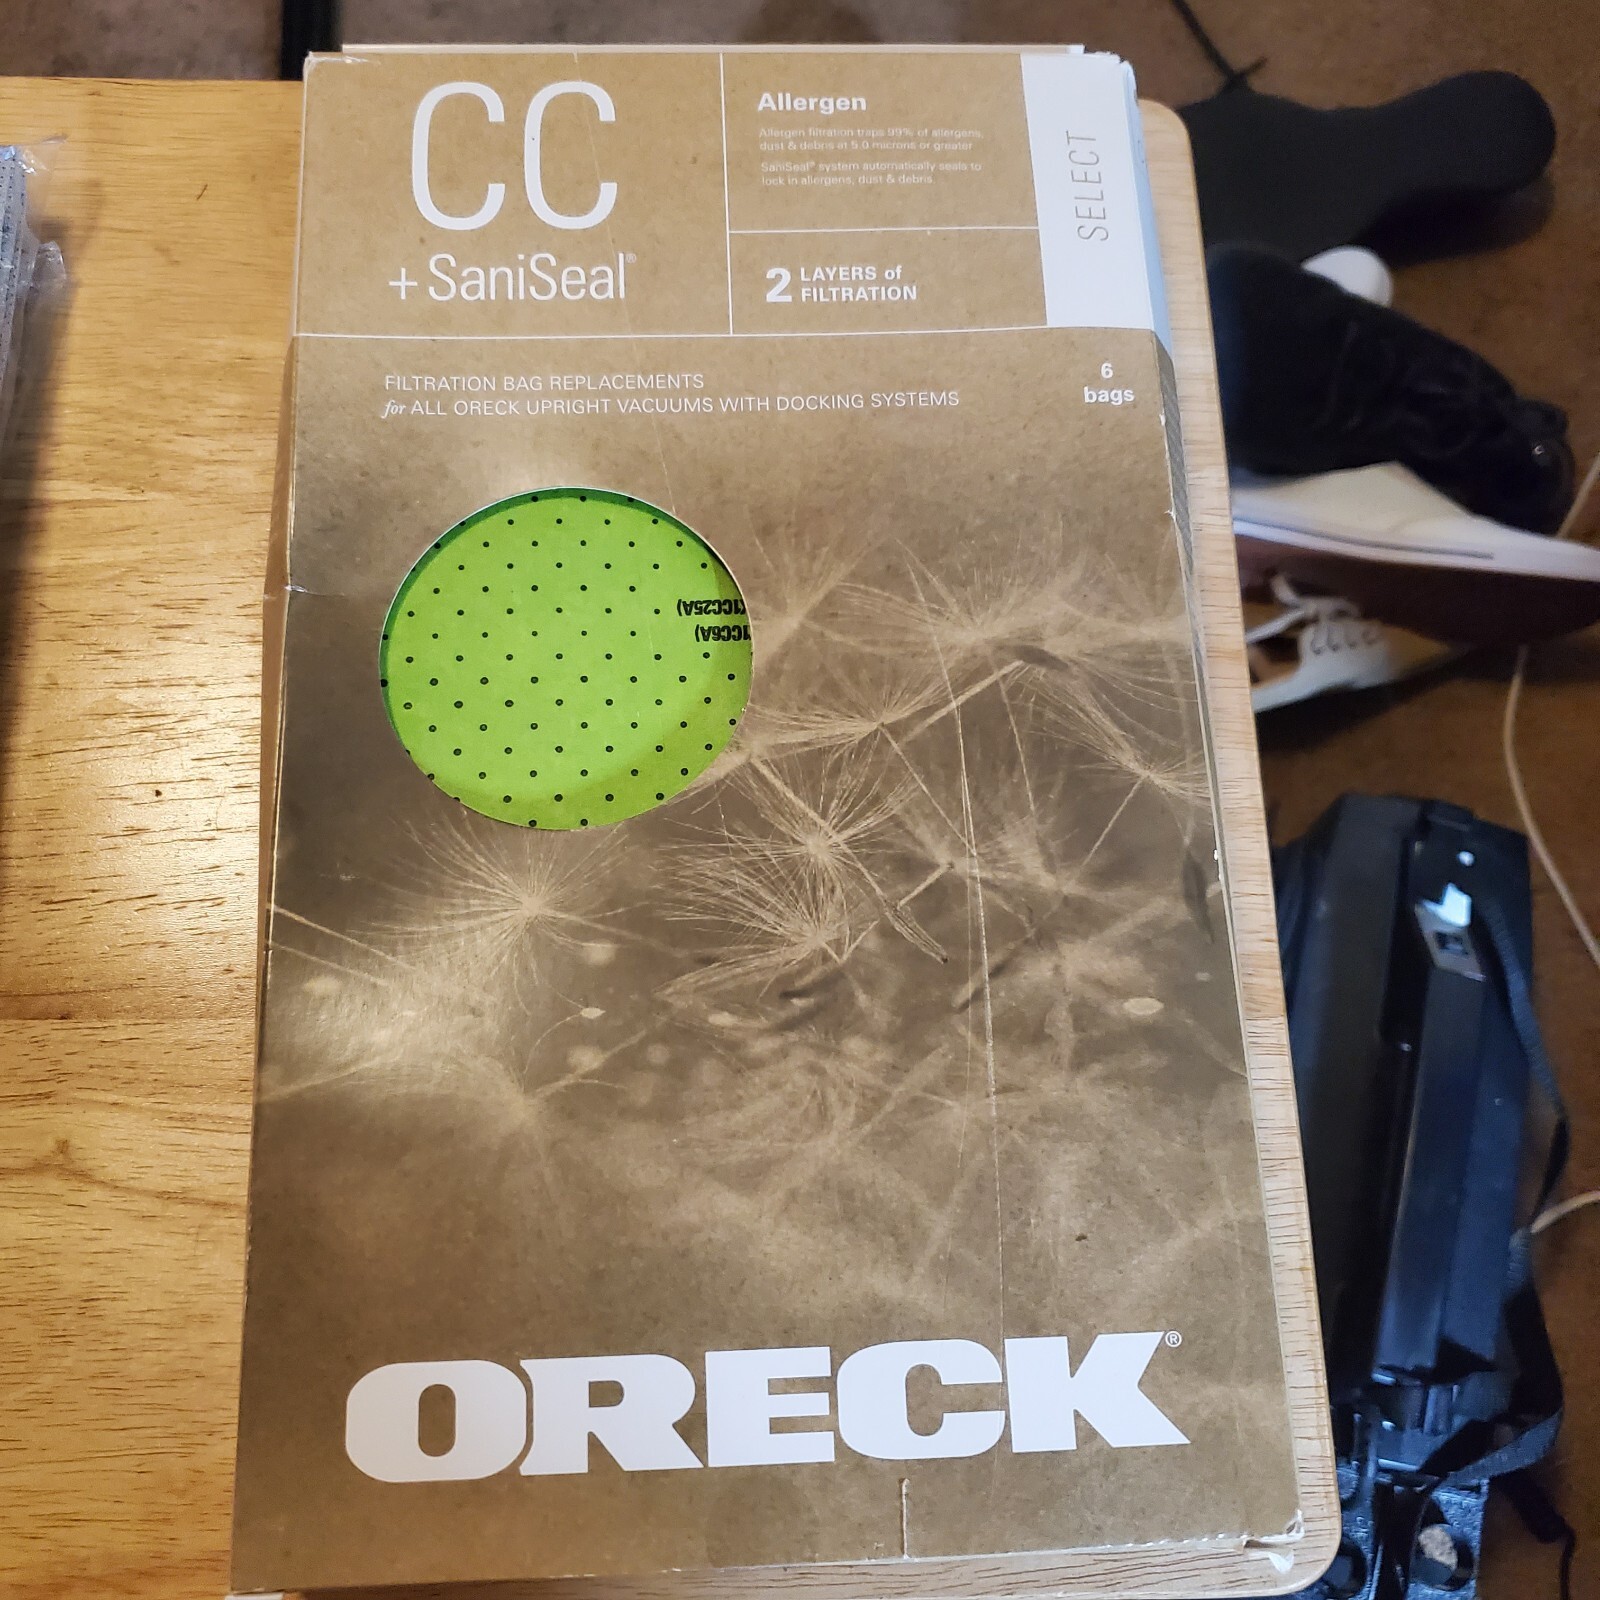 CC
+ SaniSeal®
Allergen
Allergen filtration traps 99% of allergens,
dust & debris at 5.0 microns or greater
SaniSeal® system automatically seals to
lock in allergens, dust & debris.
2 LAYERS of
FILTRATION
SELECT
FILTRATION BAG REPLACEMENTS
for ALL ORECK UPRIGHT VACUUMS WITH DOCKING SYSTEMS
6
bags
1CC25A)
1CC6A)
ORECK®